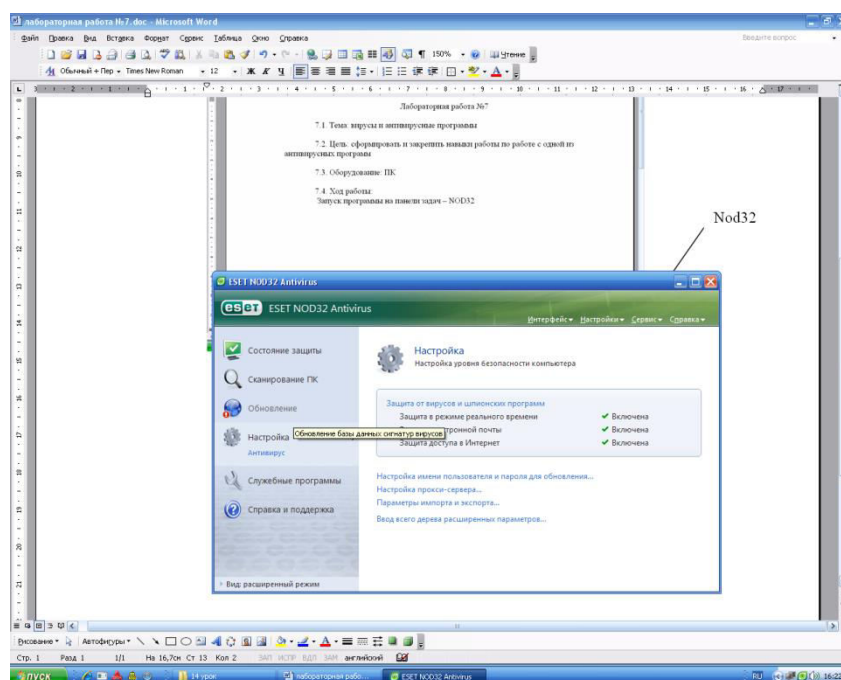 лабораторная работа №7.doc - Microsoft Word
Файл Правка Вид Вставка Формат Сервис Таблица Окно Справка
Введите вопрос
150%
Чтение
Обычный + Пер
Times New Roman
12
Ж К Ч
Лабораторная работа №7
7.1. Тема: вирусы и антивирусные программы
7.2. Цель: сформировать и закрепить навыки работы по работе с одной из
антивирусных программ
7.3. Оборудование: ПК
7.4. Ход работы:
Запуск программы на панели задач – NOD32
Nod32
ESET NOD32 Antivirus
eset ESET NOD32 Antivirus
Интерфейс Настройки Сервис Справка
Состояние защиты
Сканирование ПК
Обновление
Обновление базы данных сигнатур вирусов
Настройка
Антивирус
Служебные программы
Справка и поддержка
Вид: расширенный режим
Настройка
Настройка уровня безопасности компьютера
Защита от вирусов и шпионских программ
Защита в режиме реального времени Включена
тронной почты Включена
Защита доступа в Интернет Включена
Настройка имени пользователя и пароля для обновления...
Настройка прокси-сервера...
Параметры импорта и экспорта...
Ввод всего дерева расширенных параметров...
Рисование Автофигуры
Стр. 1 Разд 1 1/1 На 16,7см Ст 13 Кол 2 ЗАП ИСПР ВДЛ ЗАМ английский
пуск
14 урок
лабораторная рабо...
ESET NOD32 Antivirus
RU
16:22